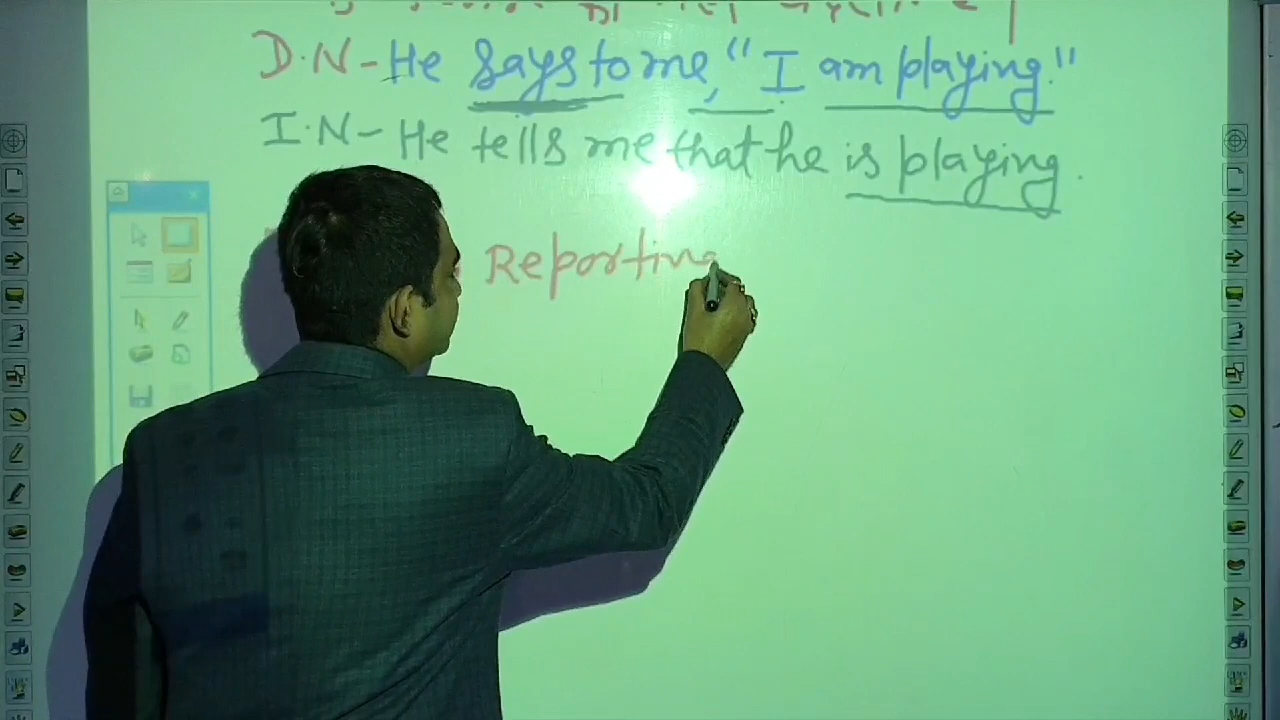 D.N - He says to me, "I am playing."
I.N - He tells me that he is playing.
Reporting